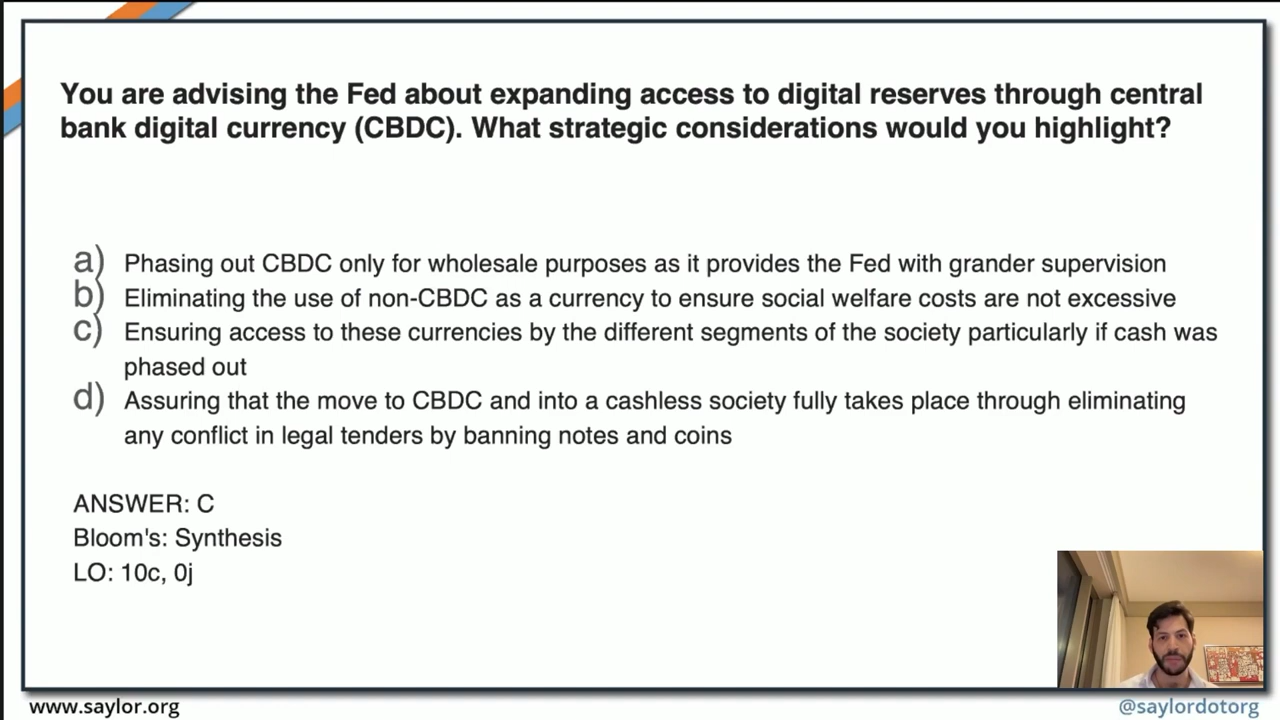 You are advising the Fed about expanding access to digital reserves through central
bank digital currency (CBDC). What strategic considerations would you highlight?
a) Phasing out CBDC only for wholesale purposes as it provides the Fed with grander supervision
b) Eliminating the use of non-CBDC as a currency to ensure social welfare costs are not excessive
c) Ensuring access to these currencies by the different segments of the society particularly if cash was
phased out
d) Assuring that the move to CBDC and into a cashless society fully takes place through eliminating
any conflict in legal tenders by banning notes and coins
ANSWER: C
Bloom's: Synthesis
LO: 10c, 0j
www.saylor.org
@saylordotorg